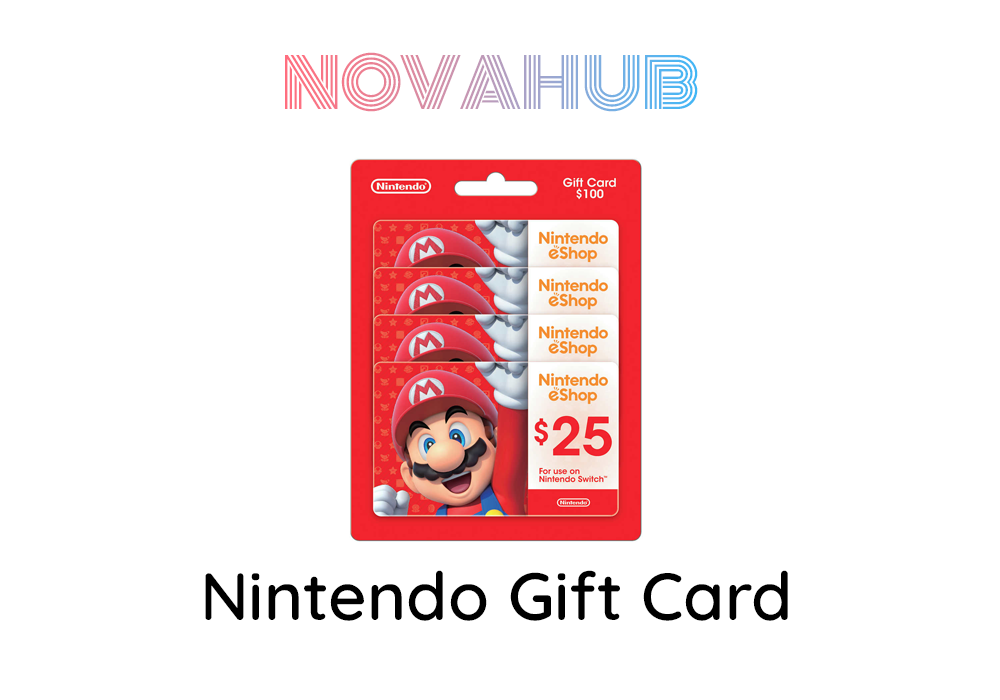 NOVAHUB
Nintendo
Gift Card
$100
Nintendo
eShop
Nintendo
eShop
Nintendo
eShop
Nintendo
eShop
$25
For use on
Nintendo Switch™
Nintendo
Nintendo Gift Card